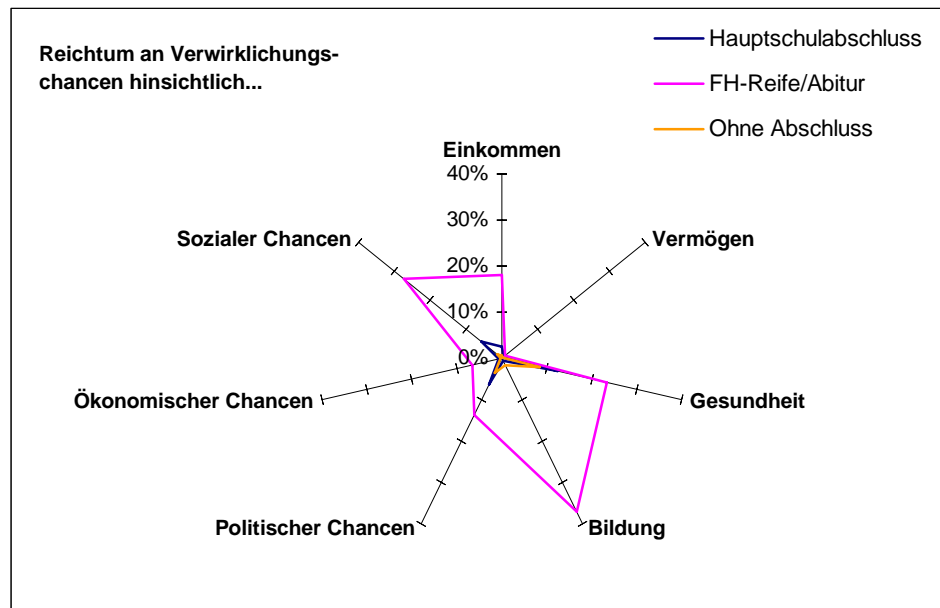 Reichtum an Verwirklichungs-
chancen hinsichtlich...
Hauptschulabschluss
FH-Reife/Abitur
Ohne Abschluss
Einkommen
40%
30%
20%
10%
0%
Sozialer Chancen
Vermögen
Ökonomischer Chancen
Gesundheit
Politischer Chancen
Bildung